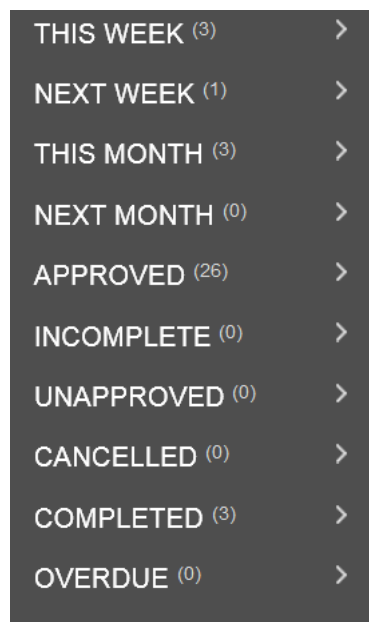 THIS WEEK (3)
NEXT WEEK (1)
THIS MONTH (3)
NEXT MONTH (0)
APPROVED (26)
INCOMPLETE (0)
UNAPPROVED (0)
CANCELLED (0)
COMPLETED (3)
OVERDUE (0)